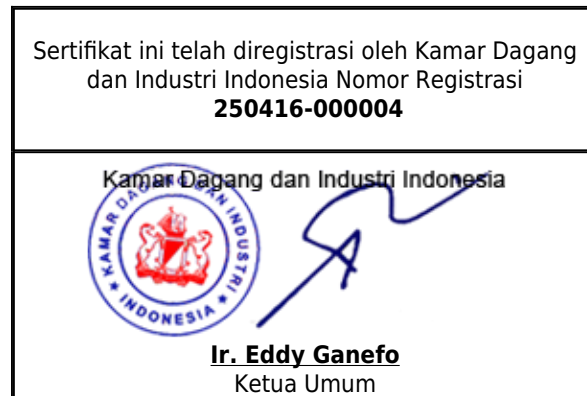 Sertifikat ini telah diregistrasi oleh Kamar Dagang
dan Industri Indonesia Nomor Registrasi
250416-000004
Kamar Dagang dan Industri Indonesia
KAMAR DAGANG DAN INDUSTRI
INDONESIA
Ir. Eddy Ganefo
Ketua Umum